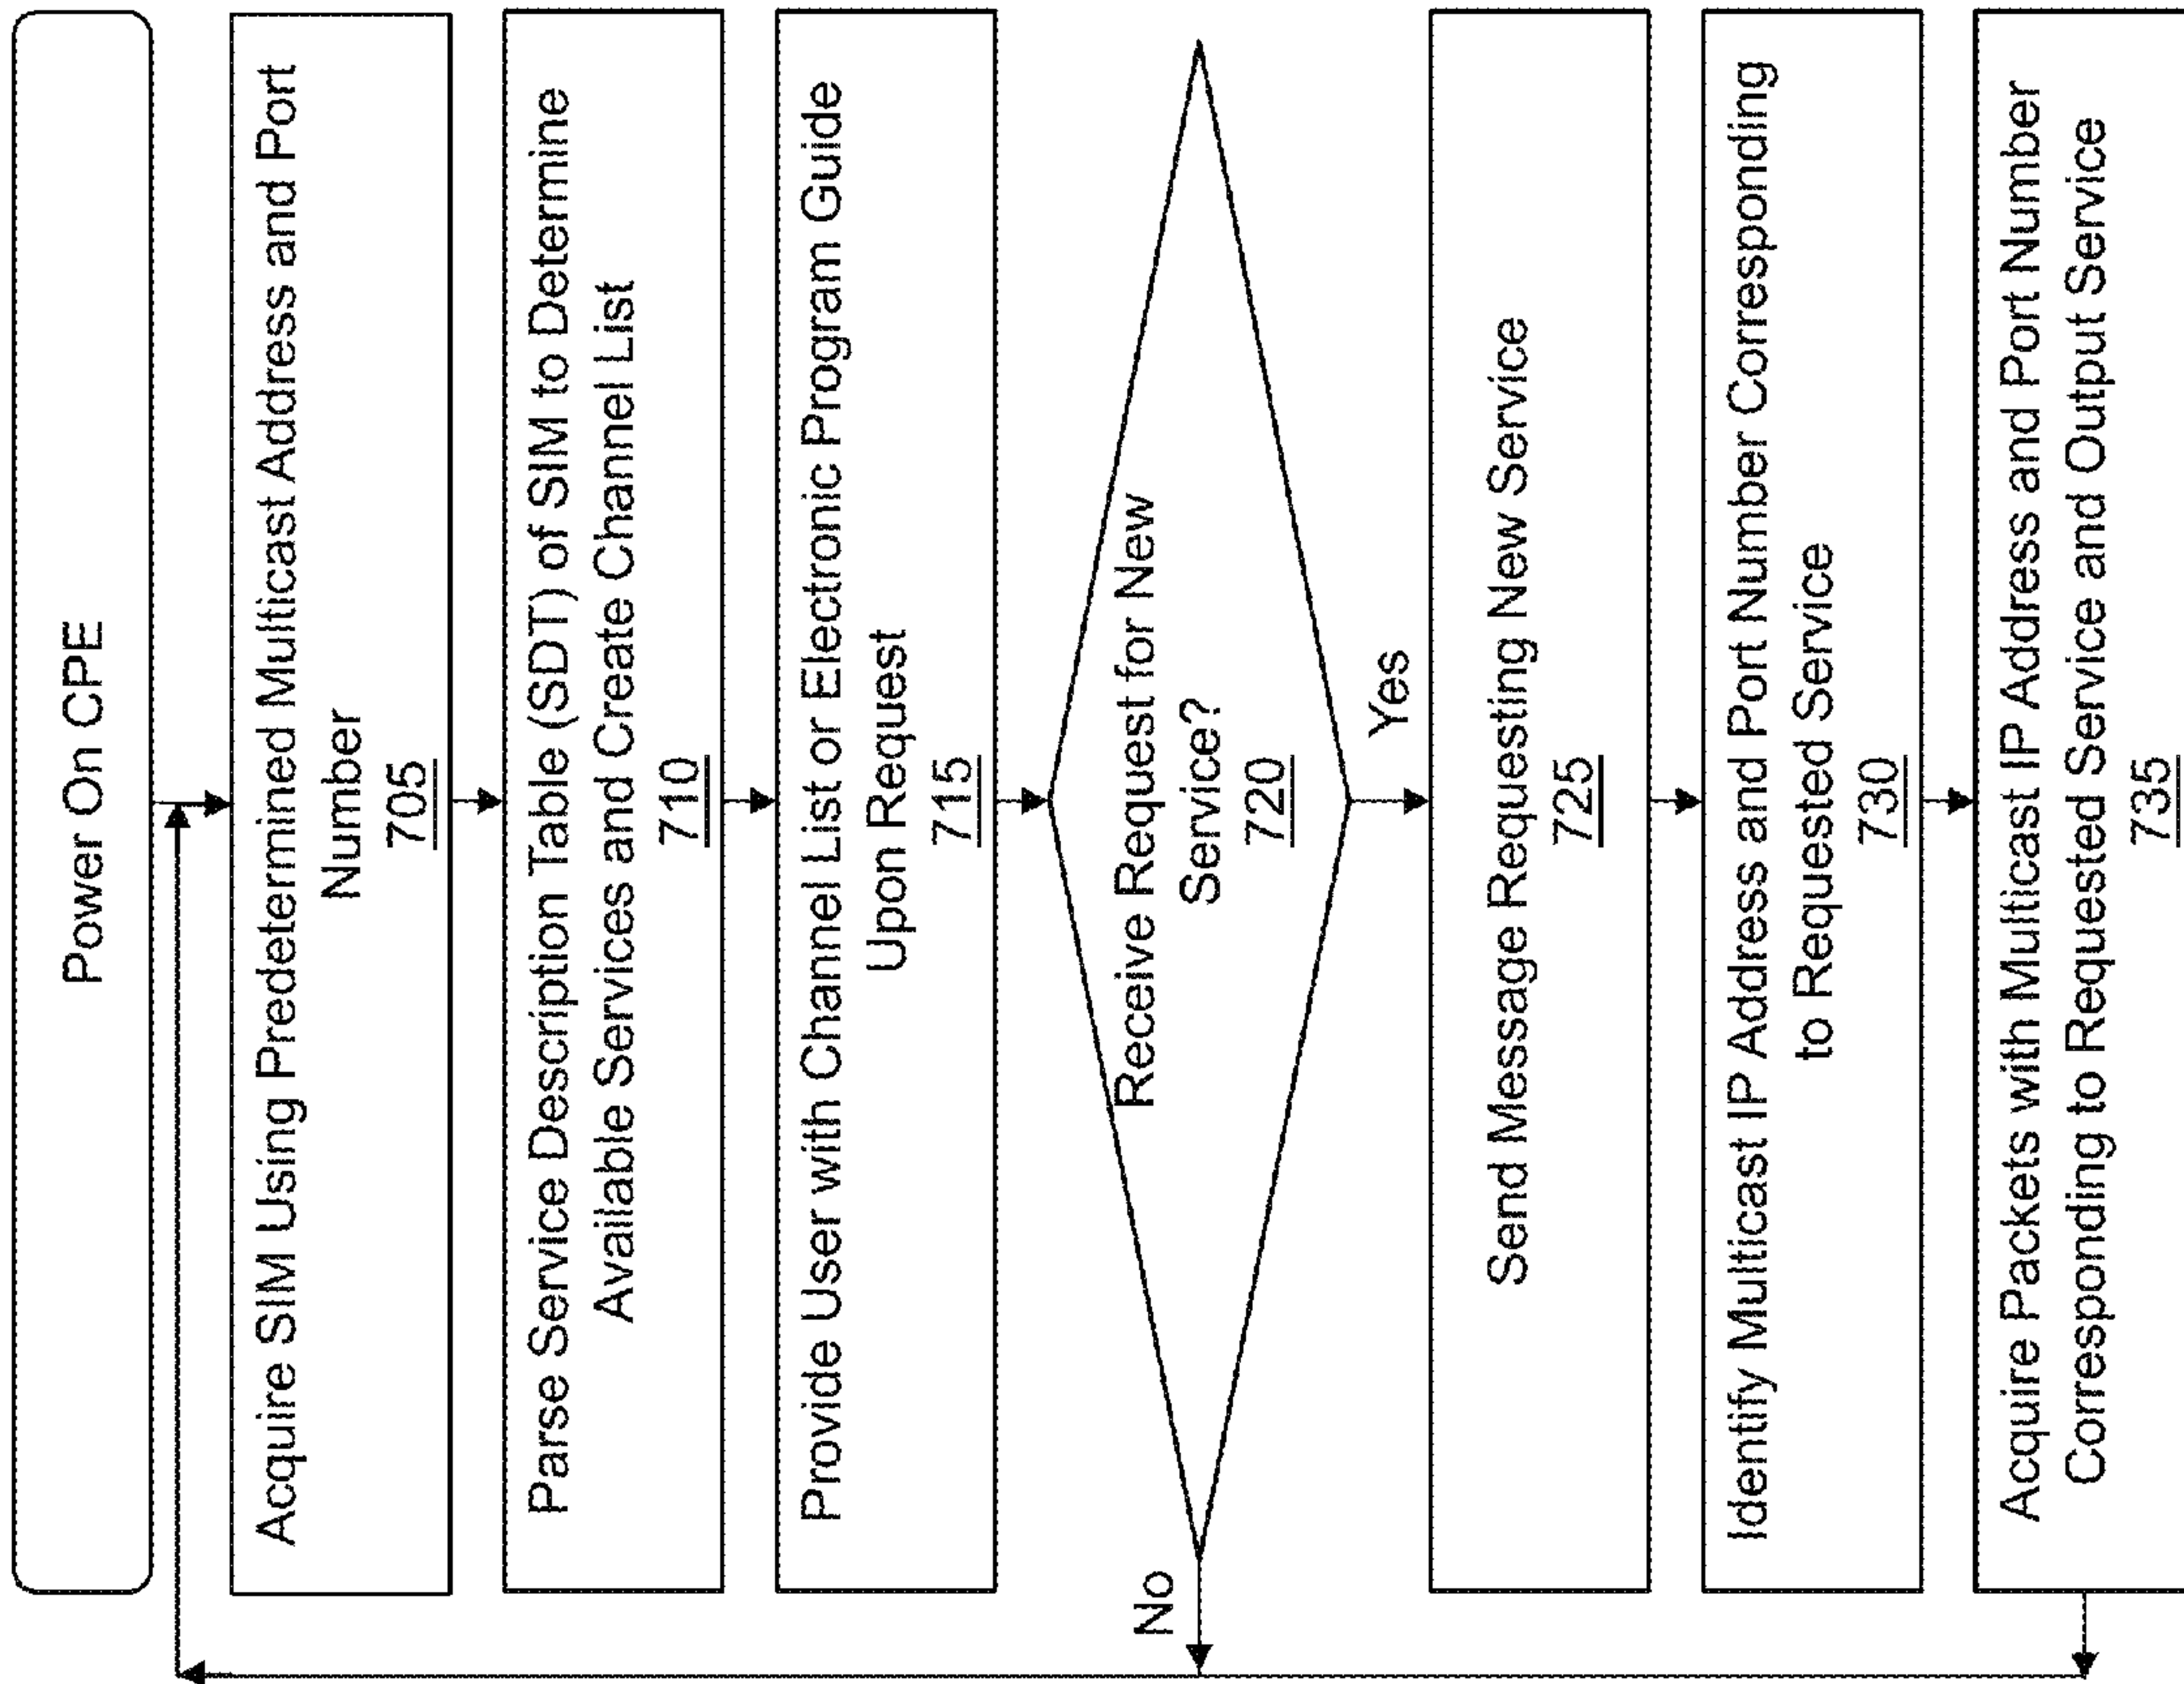 Power On CPE
Acquire SIM Using Predetermined Multicast Address and Port
Number
705
Parse Service Description Table (SDT) of SIM to Determine
Available Services and Create Channel List
710
Provide User with Channel List or Electronic Program Guide
Upon Request
715
Receive Request for New
Service?
720
No
Yes
Send Message Requesting New Service
725
Identify Multicast IP Address and Port Number Corresponding
to Requested Service
730
Acquire Packets with Multicast IP Address and Port Number
Corresponding to Requested Service and Output Service
735